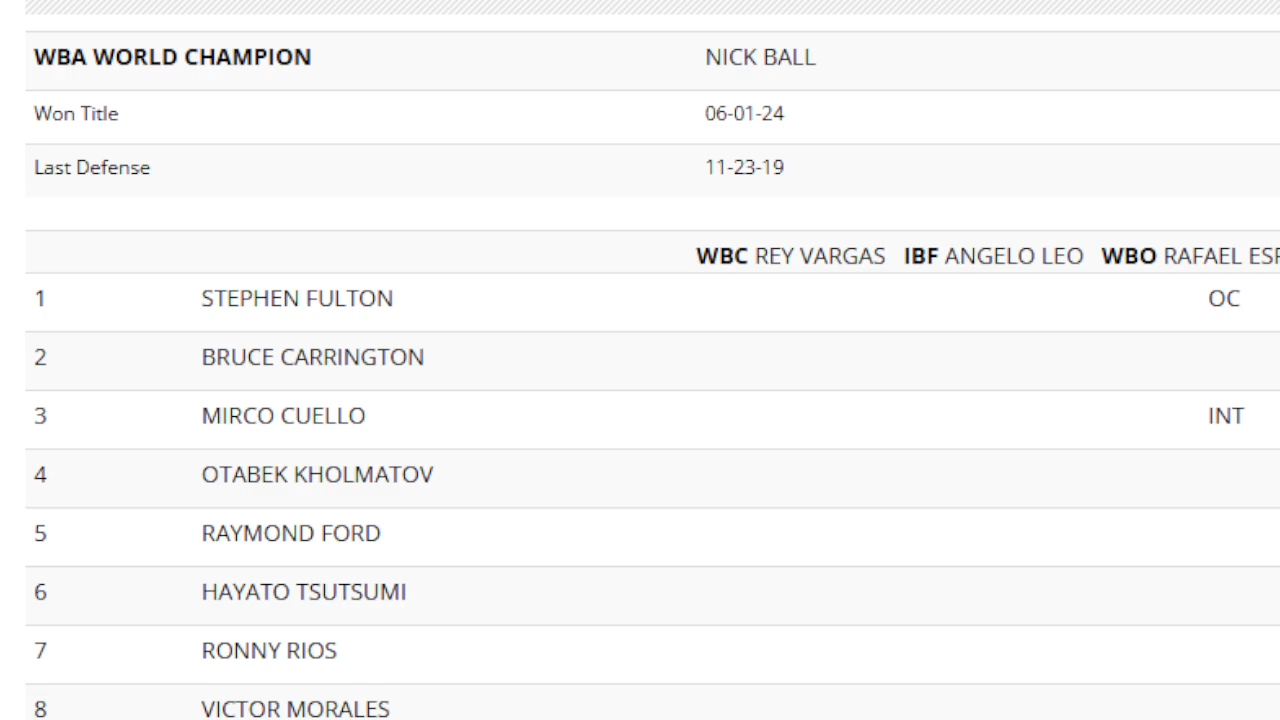 WBA WORLD CHAMPION NICK BALL
Won Title 06-01-24
Last Defense 11-23-19
WBC REY VARGAS IBF ANGELO LEO WBO RAFAEL
1 STEPHEN FULTON OC
2 BRUCE CARRINGTON
3 MIRCO CUELLO INT
4 OTABEK KHOLMATOV
5 RAYMOND FORD
6 HAYATO TSUTSUMI
7 RONNY RIOS
8 VICTOR MORALES